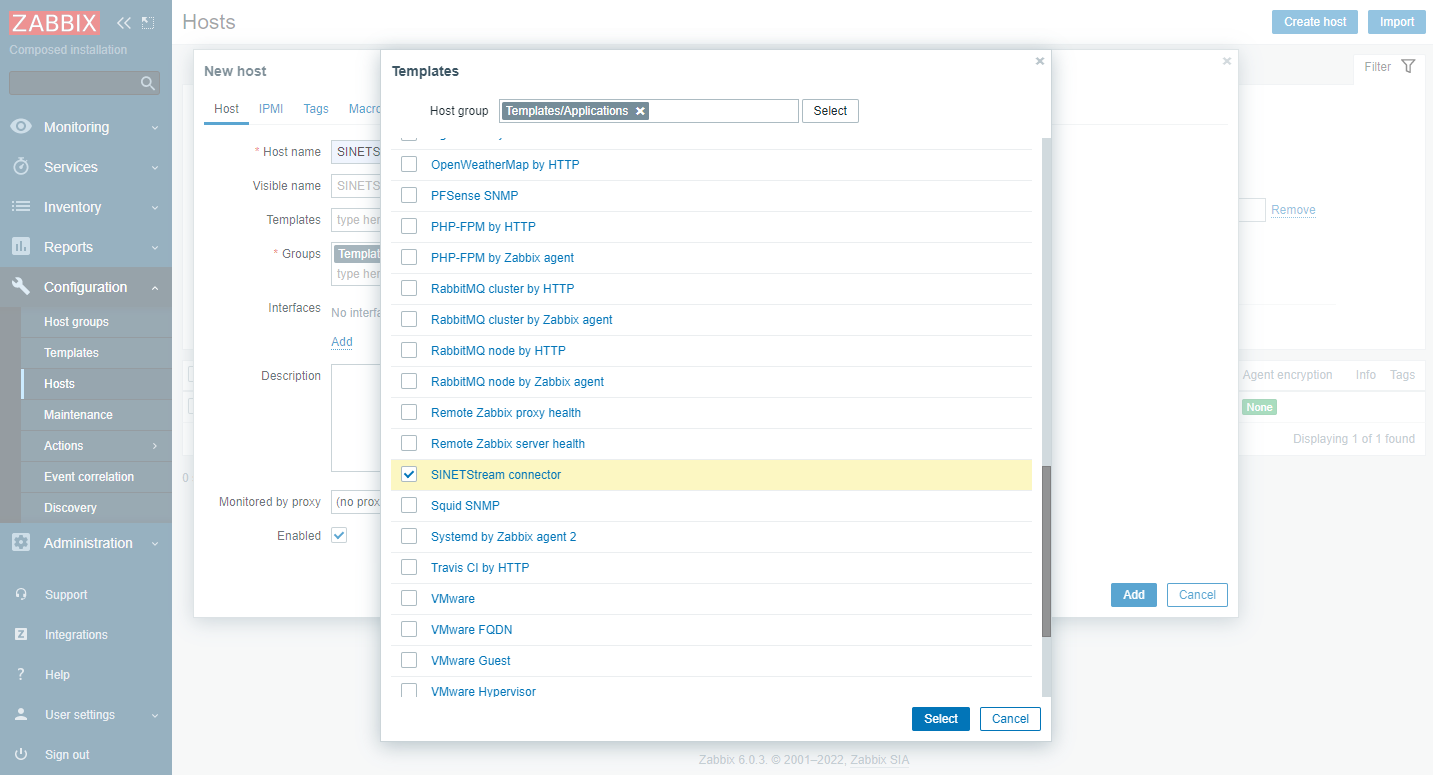 ZABBIX
Composed installation
Monitoring
Services
Inventory
Reports
Configuration
Host groups
Templates
Hosts
Maintenance
Actions
Event correlation
Discovery
Administration
Support
Integrations
Help
User settings
Sign out
Hosts
Create host
Import
Filter
New host
Host
IPMI
Tags
Macro
* Host name
SINETS
Visible name
SINETS
Templates
type her
* Groups
Templat
type her
Interfaces
No interfa
Add
Description
Monitored by proxy
(no prox
Enabled
Remove
Add
Cancel
Agent encryption Info Tags
None
Displaying 1 of 1 found
0
Templates
Host group
Templates/Applications
Select
OpenWeatherMap by HTTP
PFSense SNMP
PHP-FPM by HTTP
PHP-FPM by Zabbix agent
RabbitMQ cluster by HTTP
RabbitMQ cluster by Zabbix agent
RabbitMQ node by HTTP
RabbitMQ node by Zabbix agent
Remote Zabbix proxy health
Remote Zabbix server health
SINETStream connector
Squid SNMP
Systemd by Zabbix agent 2
Travis CI by HTTP
VMware
VMware FQDN
VMware Guest
VMware Hypervisor
Select
Cancel
Zabbix 6.0.3. © 2001–2022, Zabbix SIA